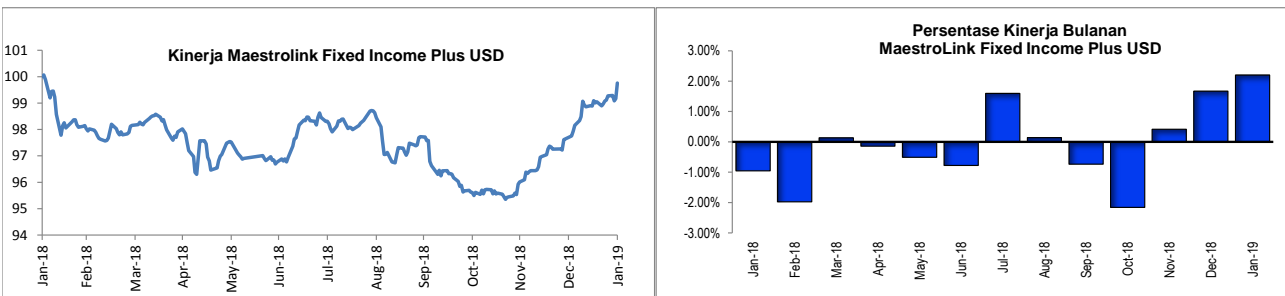 Kinerja Maestrolink Fixed Income Plus USD
101
100
99
98
97
96
95
94
Jan-18
Feb-18
Mar-18
Apr-18
May-18
Jun-18
Jul-18
Aug-18
Sep-18
Oct-18
Nov-18
Dec-18
Jan-19
Persentase Kinerja Bulanan
MaestroLink Fixed Income Plus USD
3.00%
2.00%
1.00%
0.00%
-1.00%
-2.00%
-3.00%
Jan-18
Feb-18
Mar-18
Apr-18
May-18
Jun-18
Jul-18
Aug-18
Sep-18
Oct-18
Nov-18
Dec-18
Jan-19